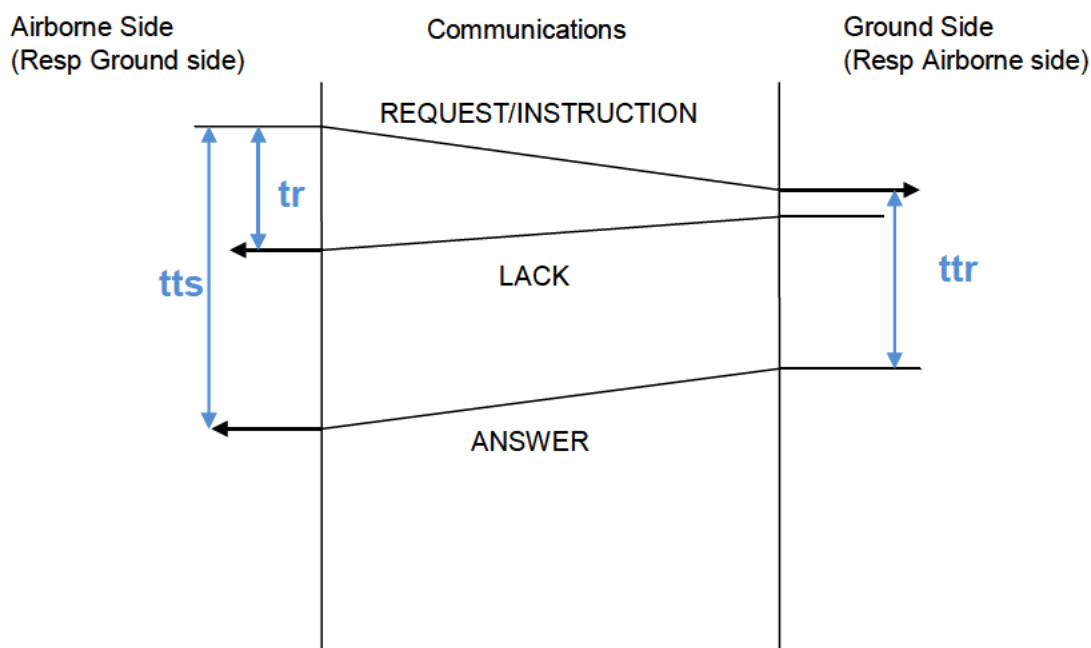 Airborne Side
(Resp Ground side)
Communications
Ground Side
(Resp Airborne side)
REQUEST/INSTRUCTION
tr
LACK
tts
ttr
ANSWER